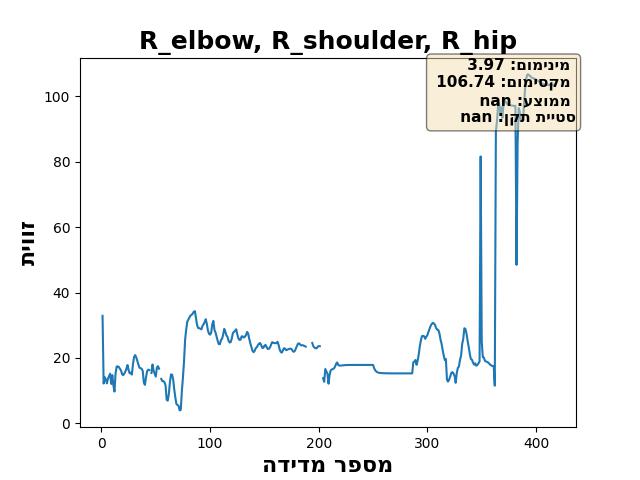 R_elbow, R_shoulder, R_hip
מינימום: 3.97
מקסימום: 106.74
ממוצע: nan
סטיית תקן: nan
100
80
60
40
20
0
זווית
0 100 200 300 400
מספר מדידה